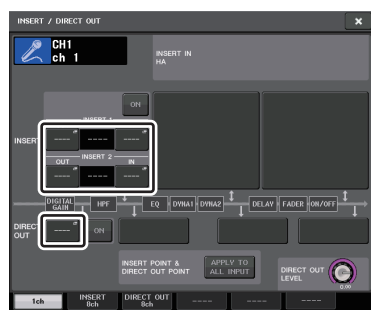 INSERT / DIRECT OUT
CH1
ch 1
INSERT IN
HA
ON
INSERT 1
INSERT
---- ---- ----
OUT INSERT 2 IN
---- ---- ----
DIGITAL GAIN HPF EQ DYNA1 DYNA2 DELAY FADER ON/OFF
DIRECT OUT
---- ON
INSERT POINT &
DIRECT OUT POINT
APPLY TO
ALL INPUT
DIRECT OUT
LEVEL
0.00
1ch
INSERT
8ch
DIRECT OUT
8ch
---- ---- ----